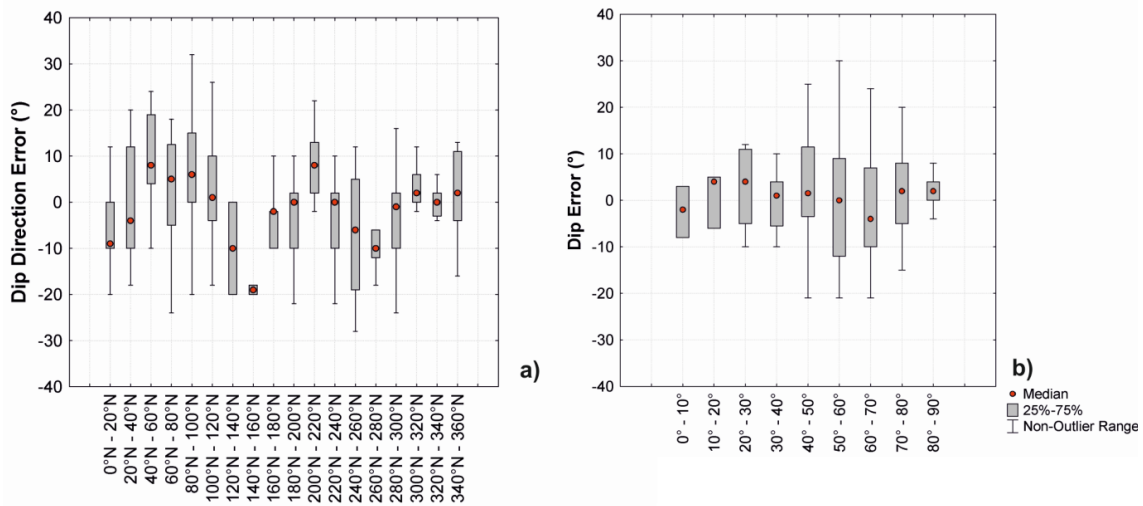 40
30
20
10
0
-10
-20
-30
-40
Dip Direction Error (°)
0°N - 20°N
20°N - 40°N
40°N - 60°N
60°N - 80°N
80°N - 100°N
100°N - 120°N
120°N - 140°N
140°N - 160°N
160°N - 180°N
180°N - 200°N
200°N - 220°N
220°N - 240°N
240°N - 260°N
260°N - 280°N
280°N - 300°N
300°N - 320°N
320°N - 340°N
340°N - 360°N
a)
40
30
20
10
0
-10
-20
-30
-40
Dip Error (°)
0° - 10°
10° - 20°
20° - 30°
30° - 40°
40° - 50°
50° - 60°
60° - 70°
70° - 80°
80° - 90°
b)
Median
25%-75%
Non-Outlier Range